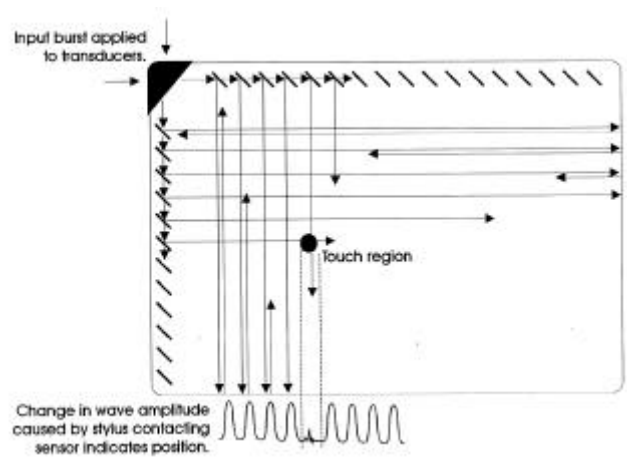 Input burst applied
to transducers.
Touch region
Change in wave amplitude
caused by stylus contacting
sensor indicates position.